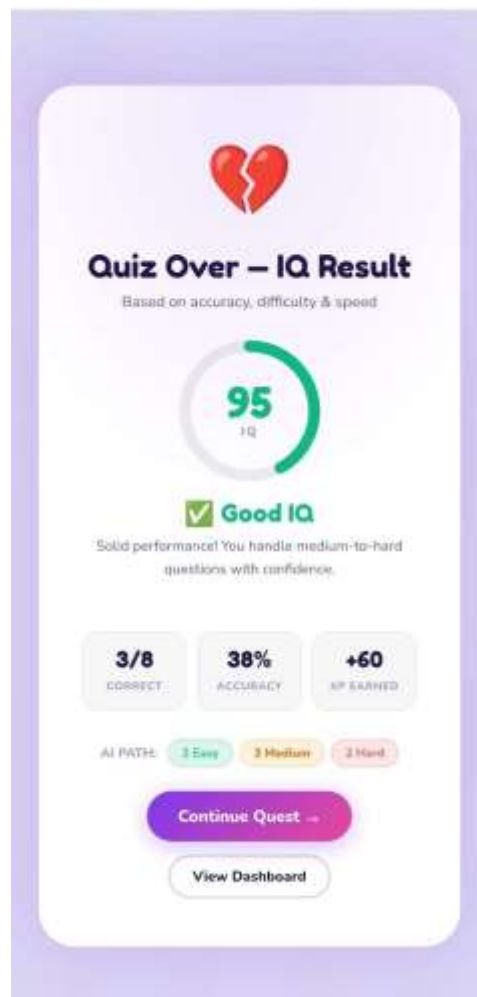 Quiz Over – IQ Result
Based on accuracy, difficulty & speed
95
IQ
Good IQ
Solid performance! You handle medium-to-hard
questions with confidence.
3/8 38% +60
CORRECT ACCURACY XP EARNED
AI PATH: 3 Easy 3 Medium 2 Hard
Continue Quest →
View Dashboard